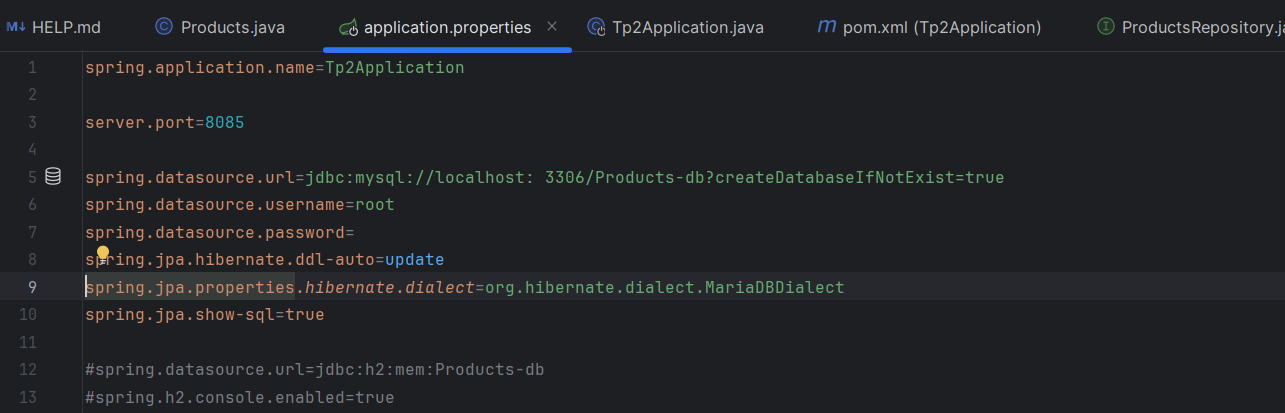 M↓ HELP.md
C Products.java
application.properties ×
C Tp2Application.java
m pom.xml (Tp2Application)
I ProductsRepository.ja
1 spring.application.name=Tp2Application
2
3 server.port=8085
4
5 spring.datasource.url=jdbc:mysql://localhost: 3306/Products-db?createDatabaseIfNotExist=true
6 spring.datasource.username=root
7 spring.datasource.password=
8 spring.jpa.hibernate.ddl-auto=update
9 spring.jpa.properties.hibernate.dialect=org.hibernate.dialect.MariaDBDialect
10 spring.jpa.show-sql=true
11
12 #spring.datasource.url=jdbc:h2:mem:Products-db
13 #spring.h2.console.enabled=true